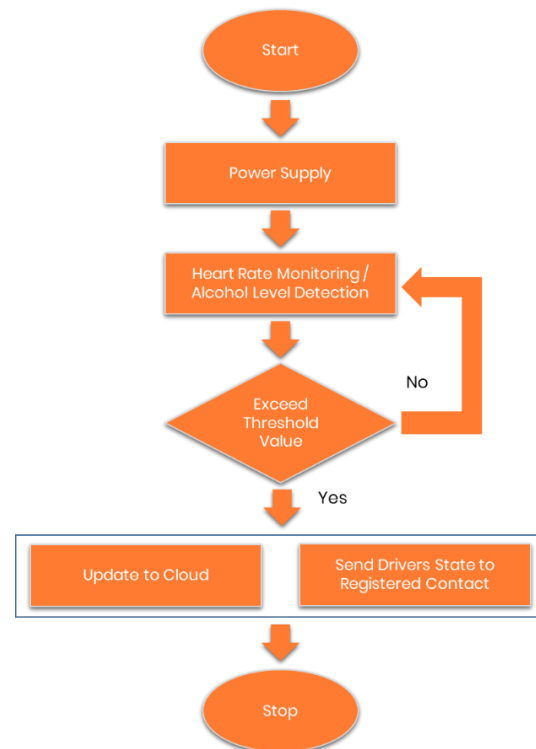 Start
Power Supply
Heart Rate Monitoring /
Alcohol Level Detection
No
Exceed
Threshold
Value
Yes
Update to Cloud
Send Drivers State to
Registered Contact
Stop